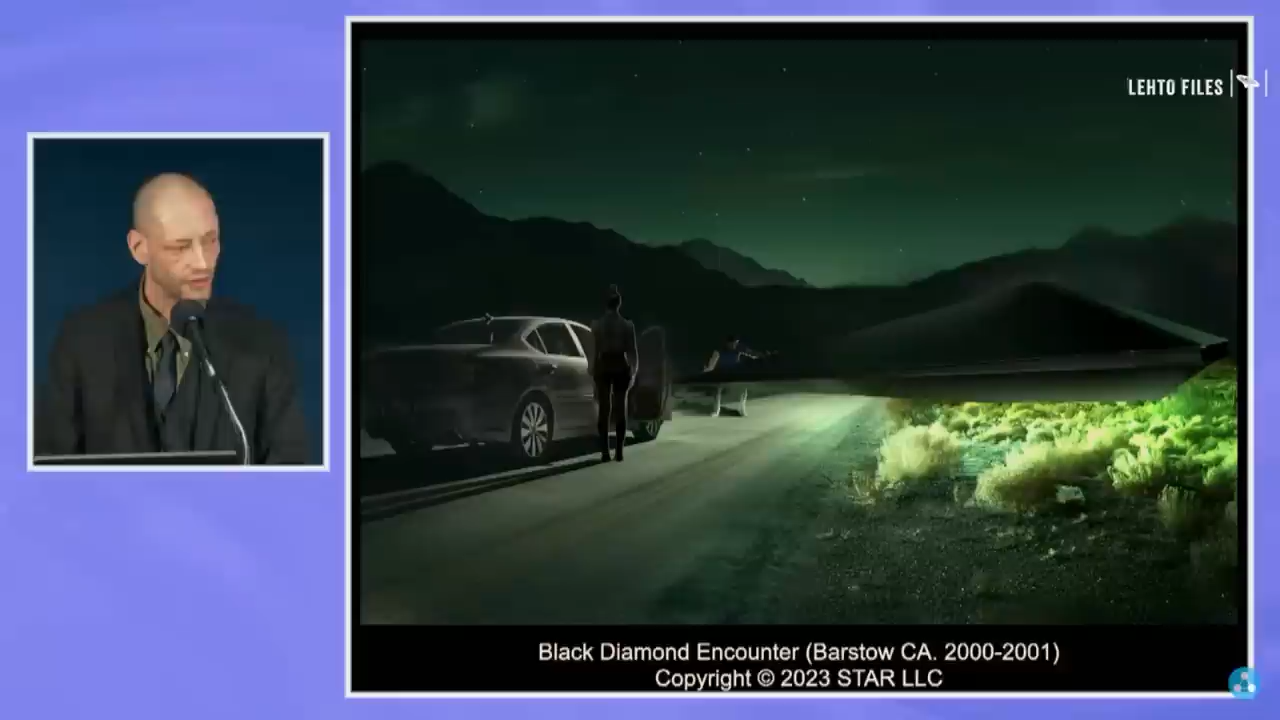 LEHTO FILES
Black Diamond Encounter (Barstow CA. 2000-2001)
Copyright © 2023 STAR LLC